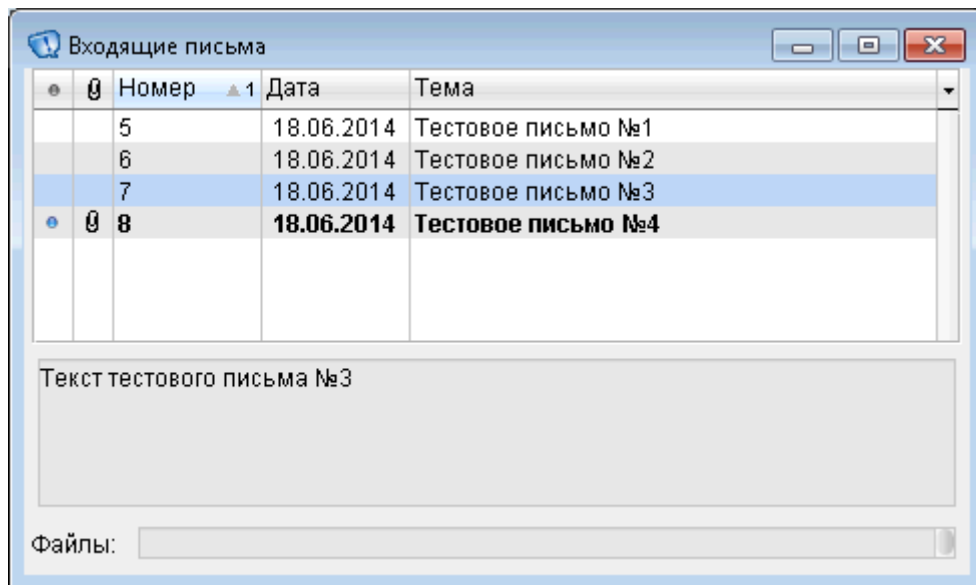 Входящие письма
Номер 1 Дата Тема
5 18.06.2014 Тестовое письмо №1
6 18.06.2014 Тестовое письмо №2
7 18.06.2014 Тестовое письмо №3
8 18.06.2014 Тестовое письмо №4
Текст тестового письма №3
Файлы: